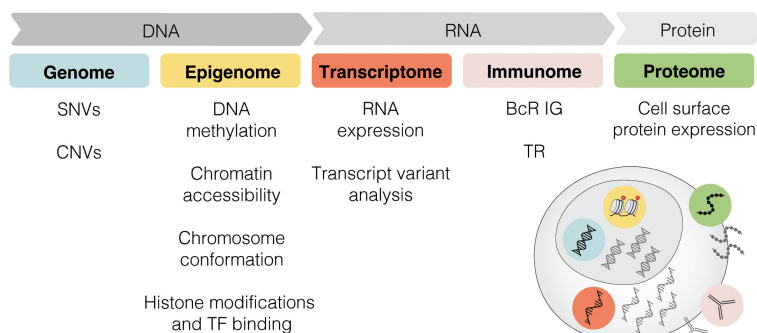 DNA
RNA
Protein
Genome
Epigenome
Transcriptome
Immunome
Proteome
SNVs
CNVs
DNA
methylation
Chromatin
accessibility
Chromosome
conformation
Histone modifications
and TF binding
RNA
expression
Transcript variant
analysis
BcR IG
TR
Cell surface
protein expression